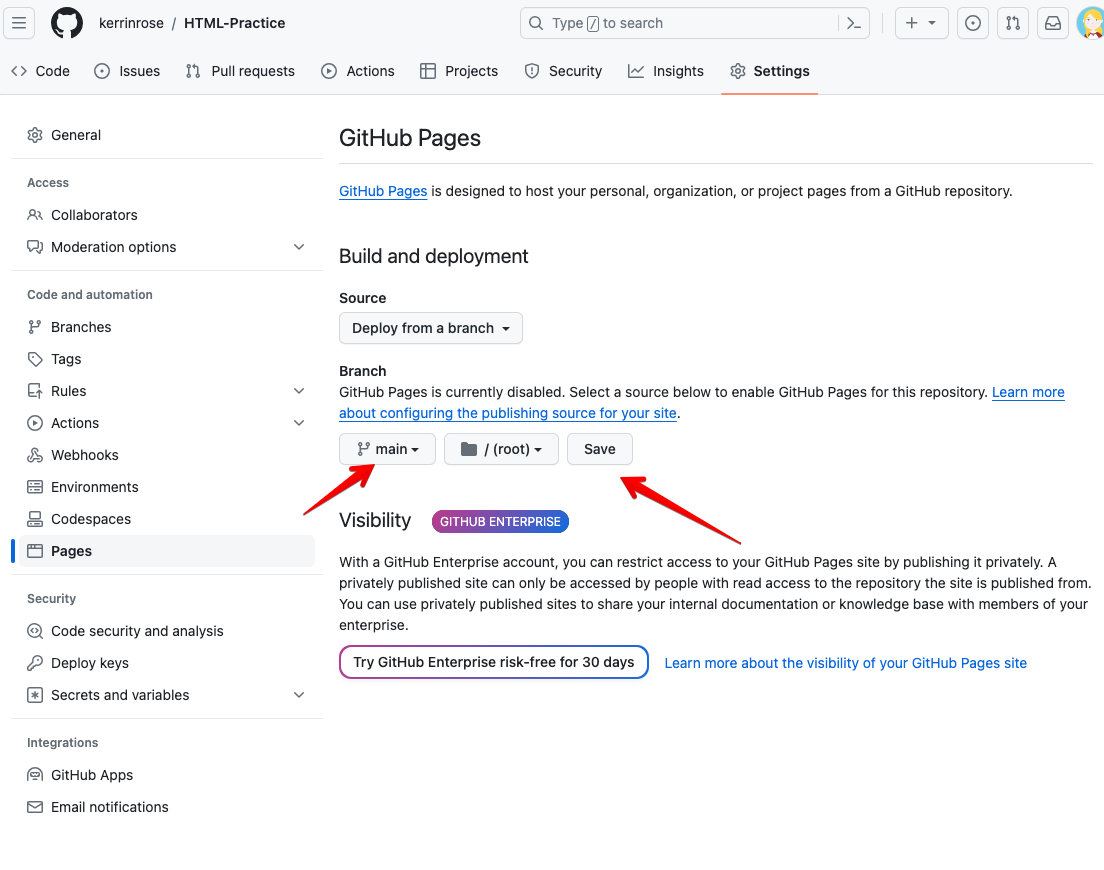 kerrinrose / HTML-Practice
Type / to search
Code Issues Pull requests Actions Projects Security Insights Settings
General
Access
Collaborators
Moderation options
Code and automation
Branches
Tags
Rules
Actions
Webhooks
Environments
Codespaces
Pages
Security
Code security and analysis
Deploy keys
Secrets and variables
Integrations
GitHub Apps
Email notifications
GitHub Pages
GitHub Pages is designed to host your personal, organization, or project pages from a GitHub repository.
Build and deployment
Source
Deploy from a branch
Branch
GitHub Pages is currently disabled. Select a source below to enable GitHub Pages for this repository. Learn more
about configuring the publishing source for your site.
main / (root) Save
Visibility GITHUB ENTERPRISE
With a GitHub Enterprise account, you can restrict access to your GitHub Pages site by publishing it privately. A
privately published site can only be accessed by people with read access to the repository the site is published from.
You can use privately published sites to share your internal documentation or knowledge base with members of your
enterprise.
Try GitHub Enterprise risk-free for 30 days Learn more about the visibility of your GitHub Pages site